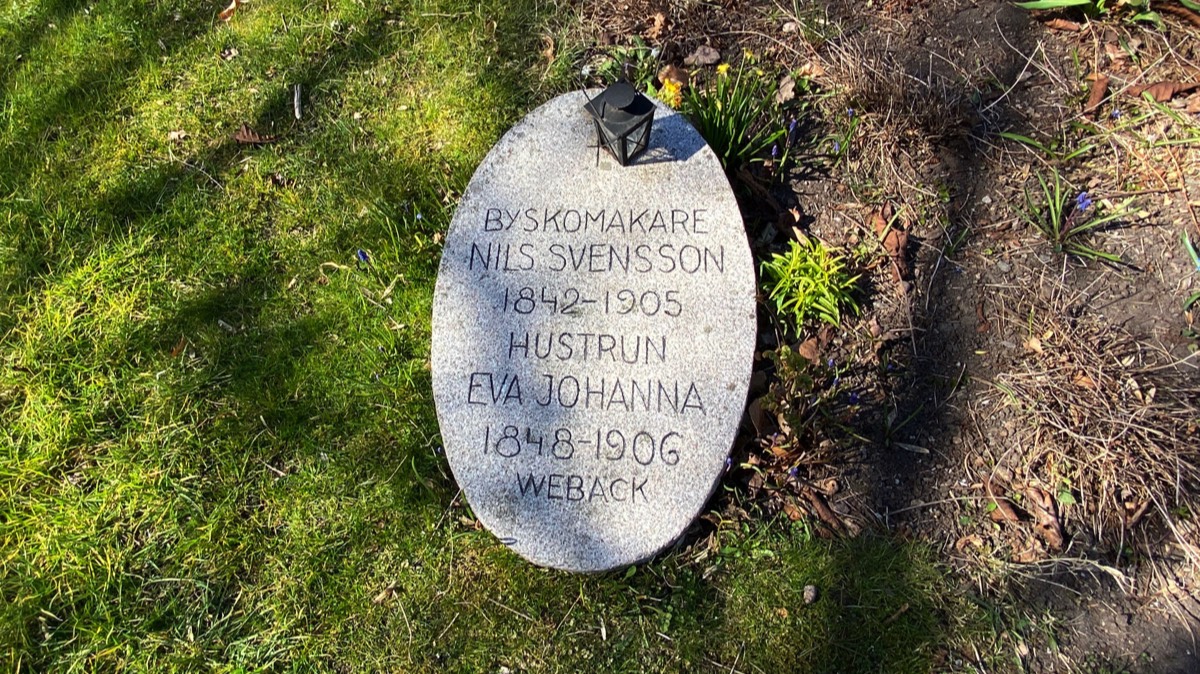 BYSKOMAKARE
NILS SVENSSON
1842-1905
HUSTRUN
EVA JOHANNA
1848-1906
WEBACK